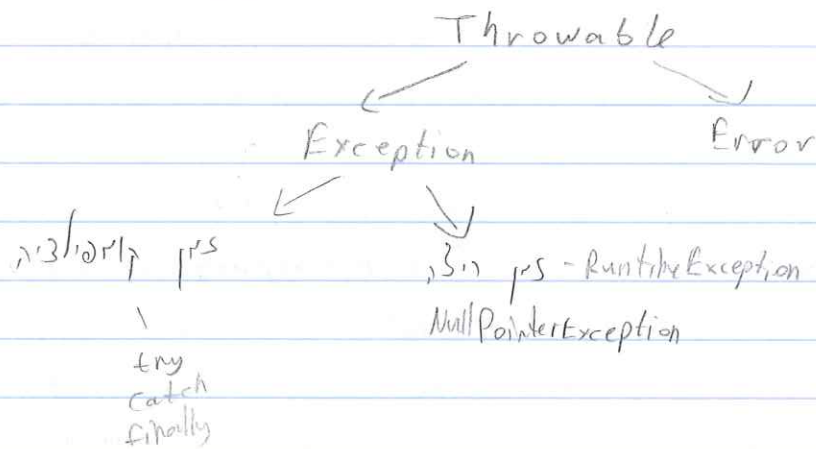 Throwable
Exception
Error
זמן קומפילציה
זמן ריצה - RuntimeException
NullPointerException
try
catch
finally